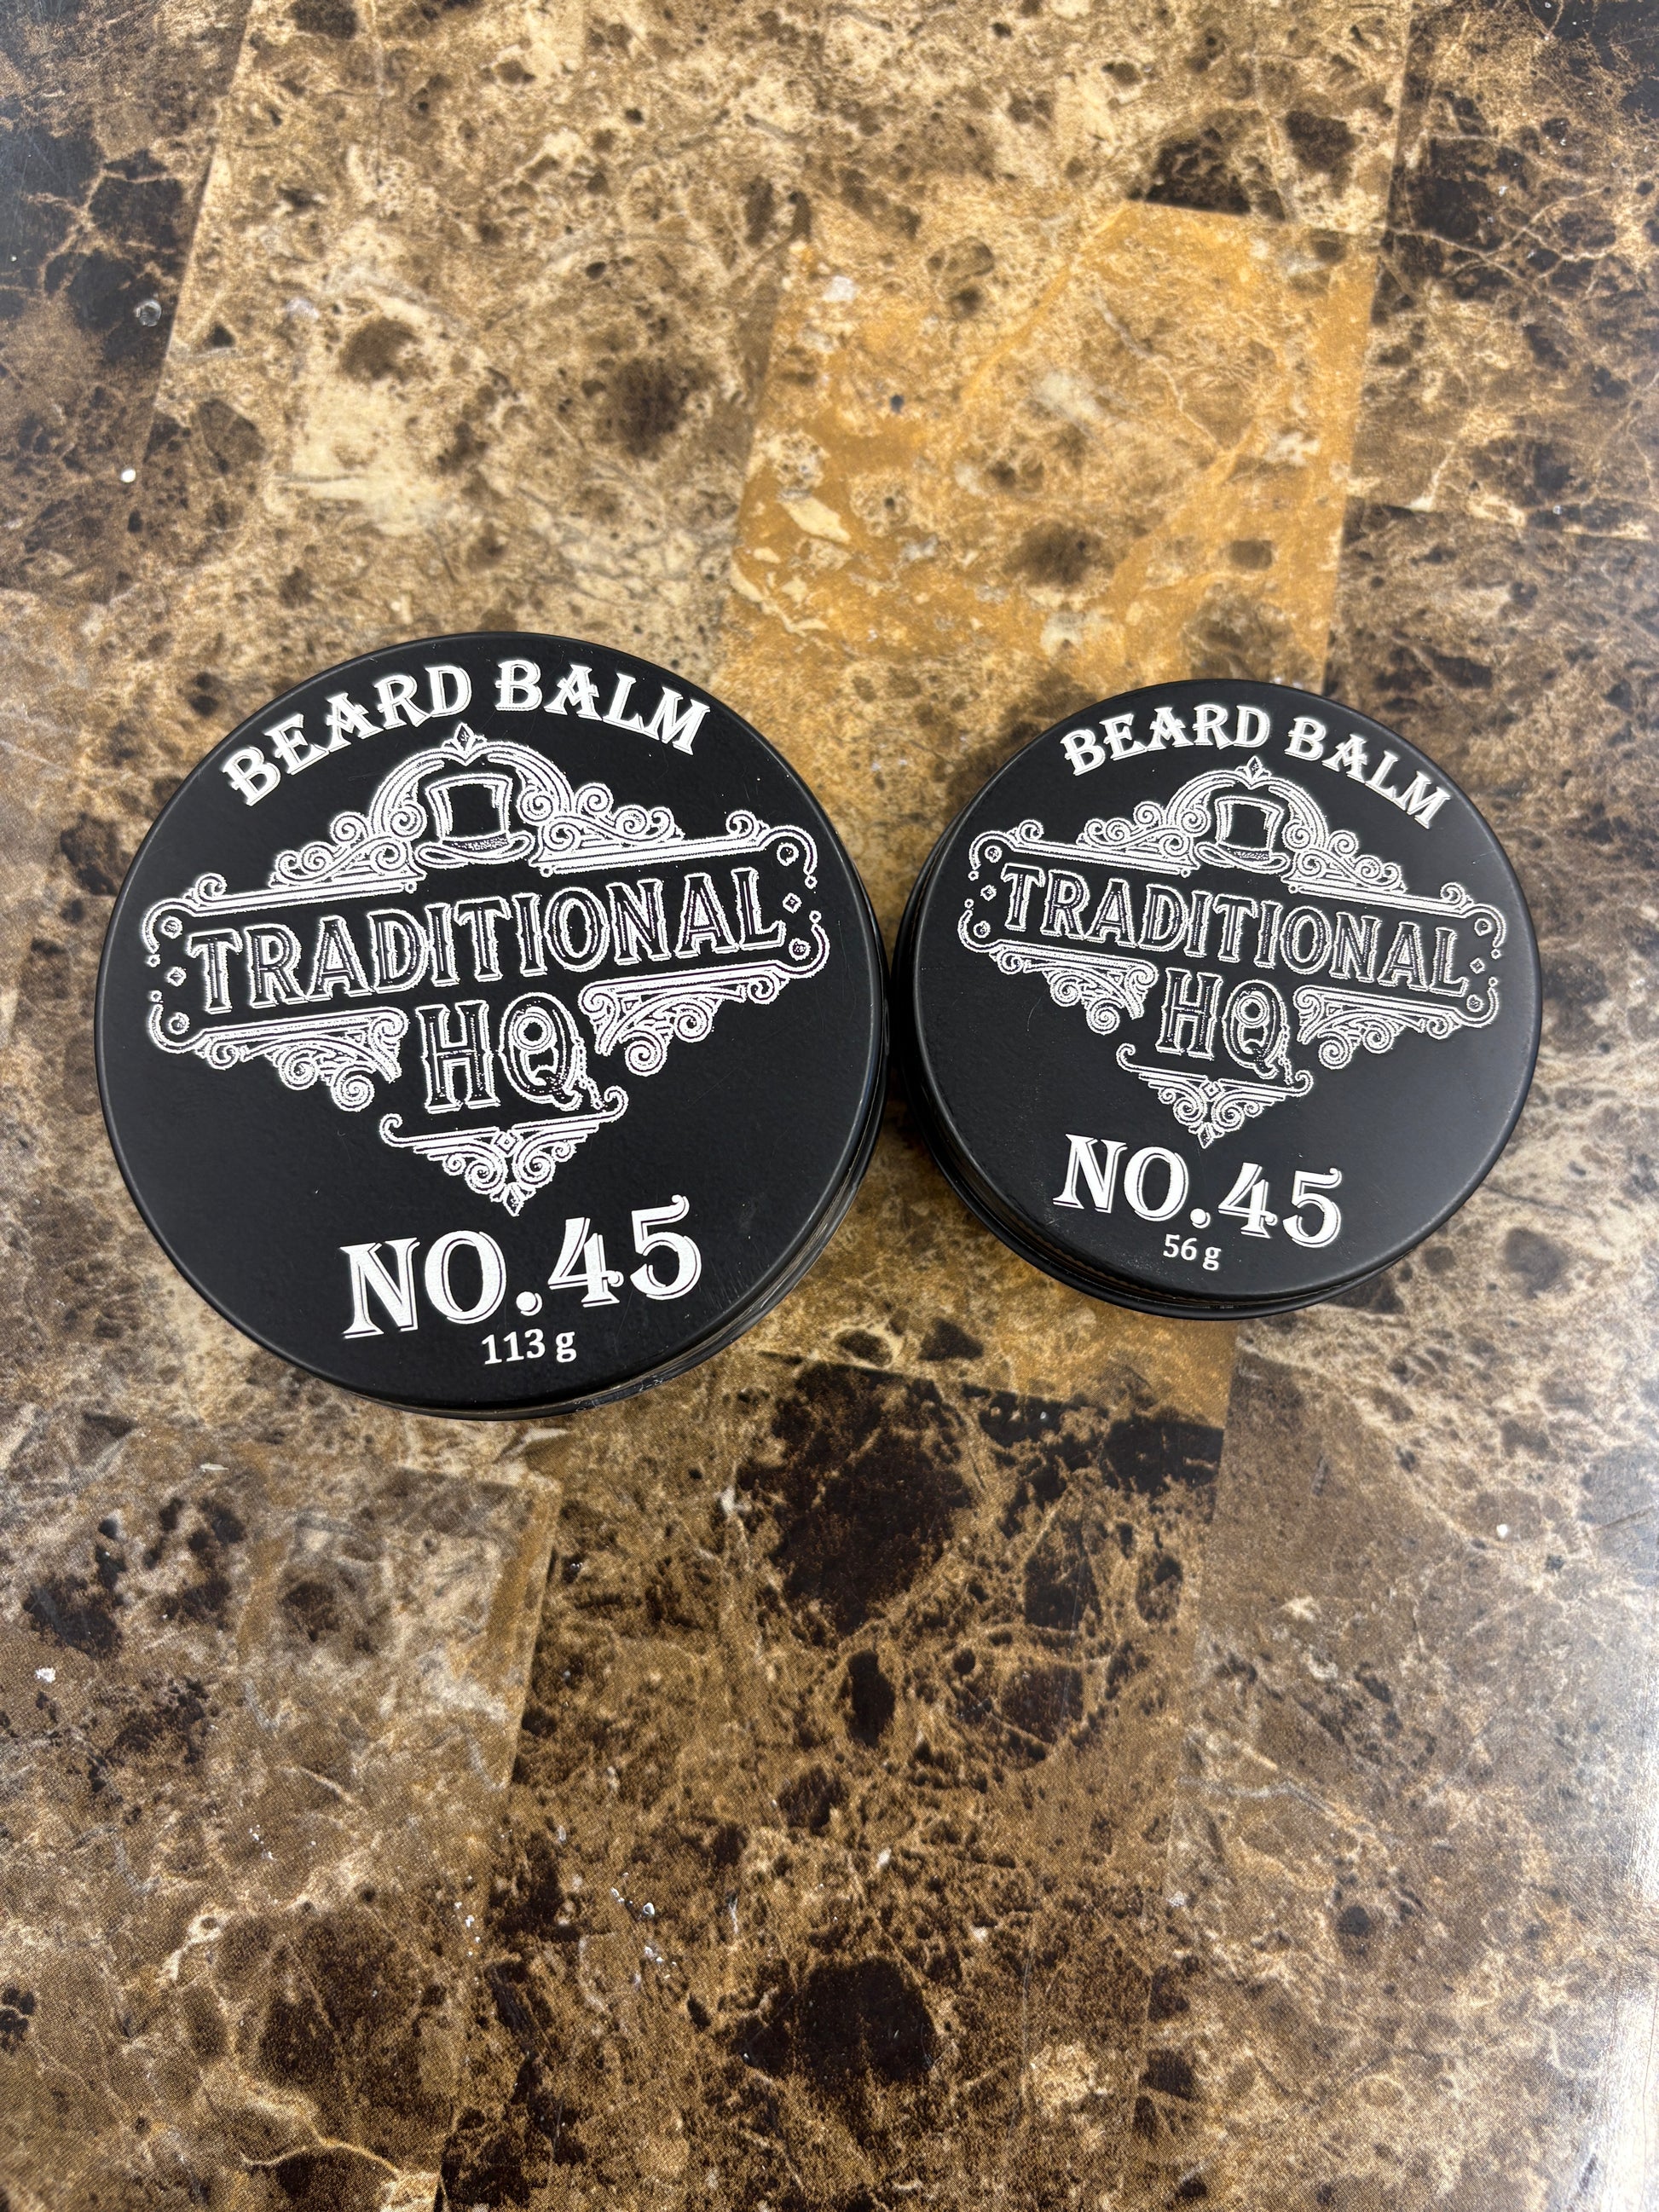 BEARD BALM
TRADITIONAL
HQ
NO.45
113 g
BEARD BALM
TRADITIONAL
HQ
NO.45
56 g